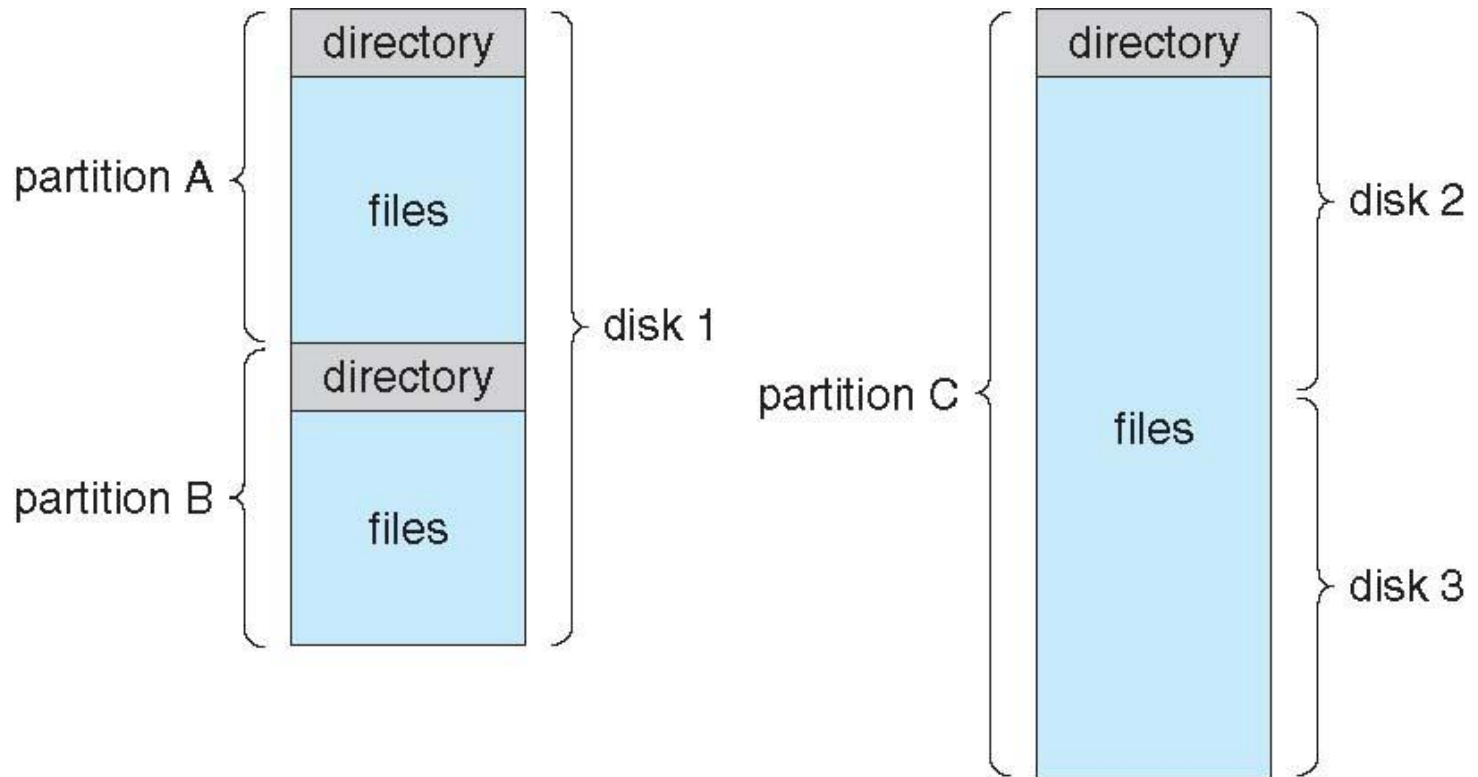 directory
partition A
files
disk 1
directory
partition B
files
directory
disk 2
partition C
files
disk 3